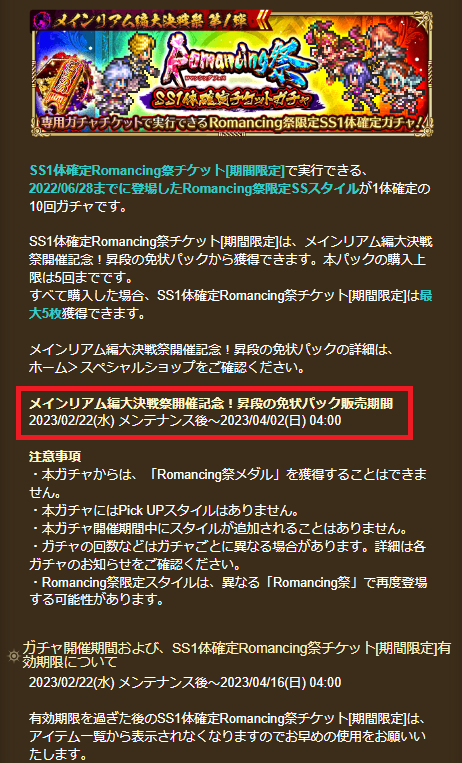 メインリアム編大決戦祭 第1弾
Romancing祭
ロマンシング フェス
SS1体確定チケットガチャ
専用ガチャチケットで実行できるRomancing祭限定SS1体確定ガチャ!
SS1体確定Romancing祭チケット[期間限定]で実行できる、
2022/06/28までに登場したRomancing祭限定SSスタイルが1体確定の
10回ガチャです。
SS1体確定Romancing祭チケット[期間限定]は、メインリアム編大決戦
祭開催記念！昇段の免状パックから獲得できます。本パックの購入上
限は5回までです。
すべて購入した場合、SS1体確定Romancing祭チケット[期間限定]は最
大5枚獲得できます。
メインリアム編大決戦祭開催記念！昇段の免状パックの詳細は、
ホーム＞スペシャルショップをご確認ください。
メインリアム編大決戦祭開催記念！昇段の免状パック販売期間
2023/02/22(水) メンテナンス後～2023/04/02(日) 04:00
注意事項
・本ガチャからは、「Romancing祭メダル」を獲得することはできま
せん。
・本ガチャにはPick UPスタイルはありません。
・本ガチャ開催期間中にスタイルが追加されることはありません。
・ガチャの回数などはガチャごとに異なる場合があります。詳細は各
ガチャのお知らせをご確認ください。
・Romancing祭限定スタイルは、異なる「Romancing祭」で再度登場
する可能性があります。
ガチャ開催期間および、SS1体確定Romancing祭チケット[期間限定]有
効期限について
2023/02/22(水) メンテナンス後～2023/04/16(日) 04:00
有効期限を過ぎた後のSS1体確定Romancing祭チケット[期間限定]は、
アイテム一覧から表示されなくなりますのでお早めの使用をお願いい
たします。